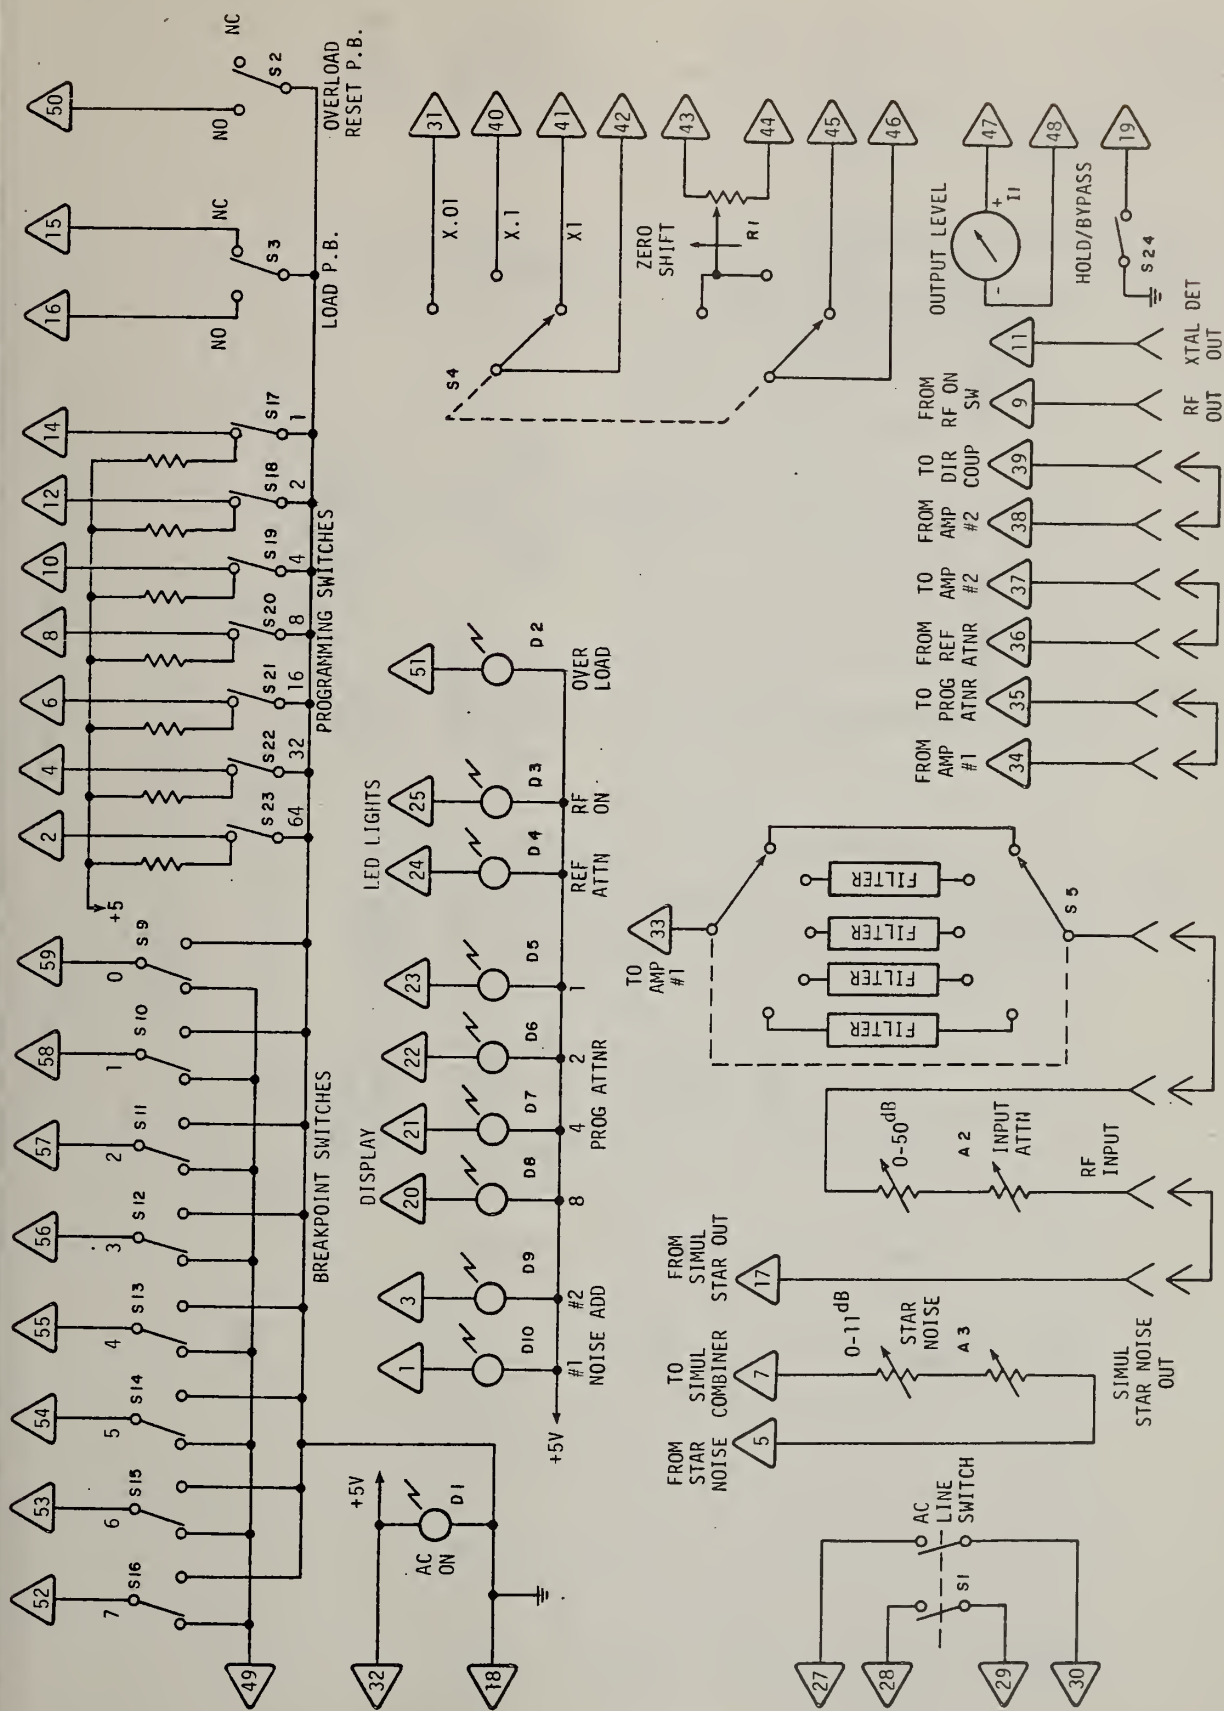 52
53
54
55
56
57
58
59
2
4
6
8
10
12
14
16
15
50
7
6
5
4
3
2
1
0
S16
S15
S14
S13
S12
S11
S10
S9
+5
S23
S22
S21
S20
S19
S18
S17
64
32
16
8
4
2
1
NO
NC
S3
NO
NC
S2
49
BREAKPOINT SWITCHES
PROGRAMMING SWITCHES
LOAD P.B.
OVERLOAD
RESET P.B.
32
+5V
AC
ON
D1
18
DISPLAY
LED LIGHTS
1
3
20
21
22
23
24
25
51
D10
D9
D8
D7
D6
D5
D4
D3
D2
+5V
#1
#2
NOISE ADD
8
4
2
1
PROG ATTNR
REF
ATTN
RF
ON
OVER
LOAD
S4
X.01
X.1
X1
31
40
41
42
ZERO
SHIFT
R1
43
44
45
46
27
28
29
30
AC
LINE
SWITCH
S1
FROM
STAR
NOISE
5
TO
SIMUL
COMBINER
7
0-11dB
STAR
NOISE
A3
FROM
SIMUL
STAR OUT
17
SIMUL
STAR NOISE
OUT
0-50dB
A2
INPUT
ATTN
RF
INPUT
TO
AMP
#1
33
FILTER
FILTER
FILTER
FILTER
S5
FROM
AMP
#1
34
TO
PROG
ATNR
35
FROM
REF
ATNR
36
TO
AMP
#2
37
FROM
AMP
#2
38
TO
DIR
COUP
39
FROM
RF ON
SW
9
RF
OUT
11
XTAL DET
OUT
OUTPUT LEVEL
-
+
I1
47
48
HOLD/BYPASS
S24
19